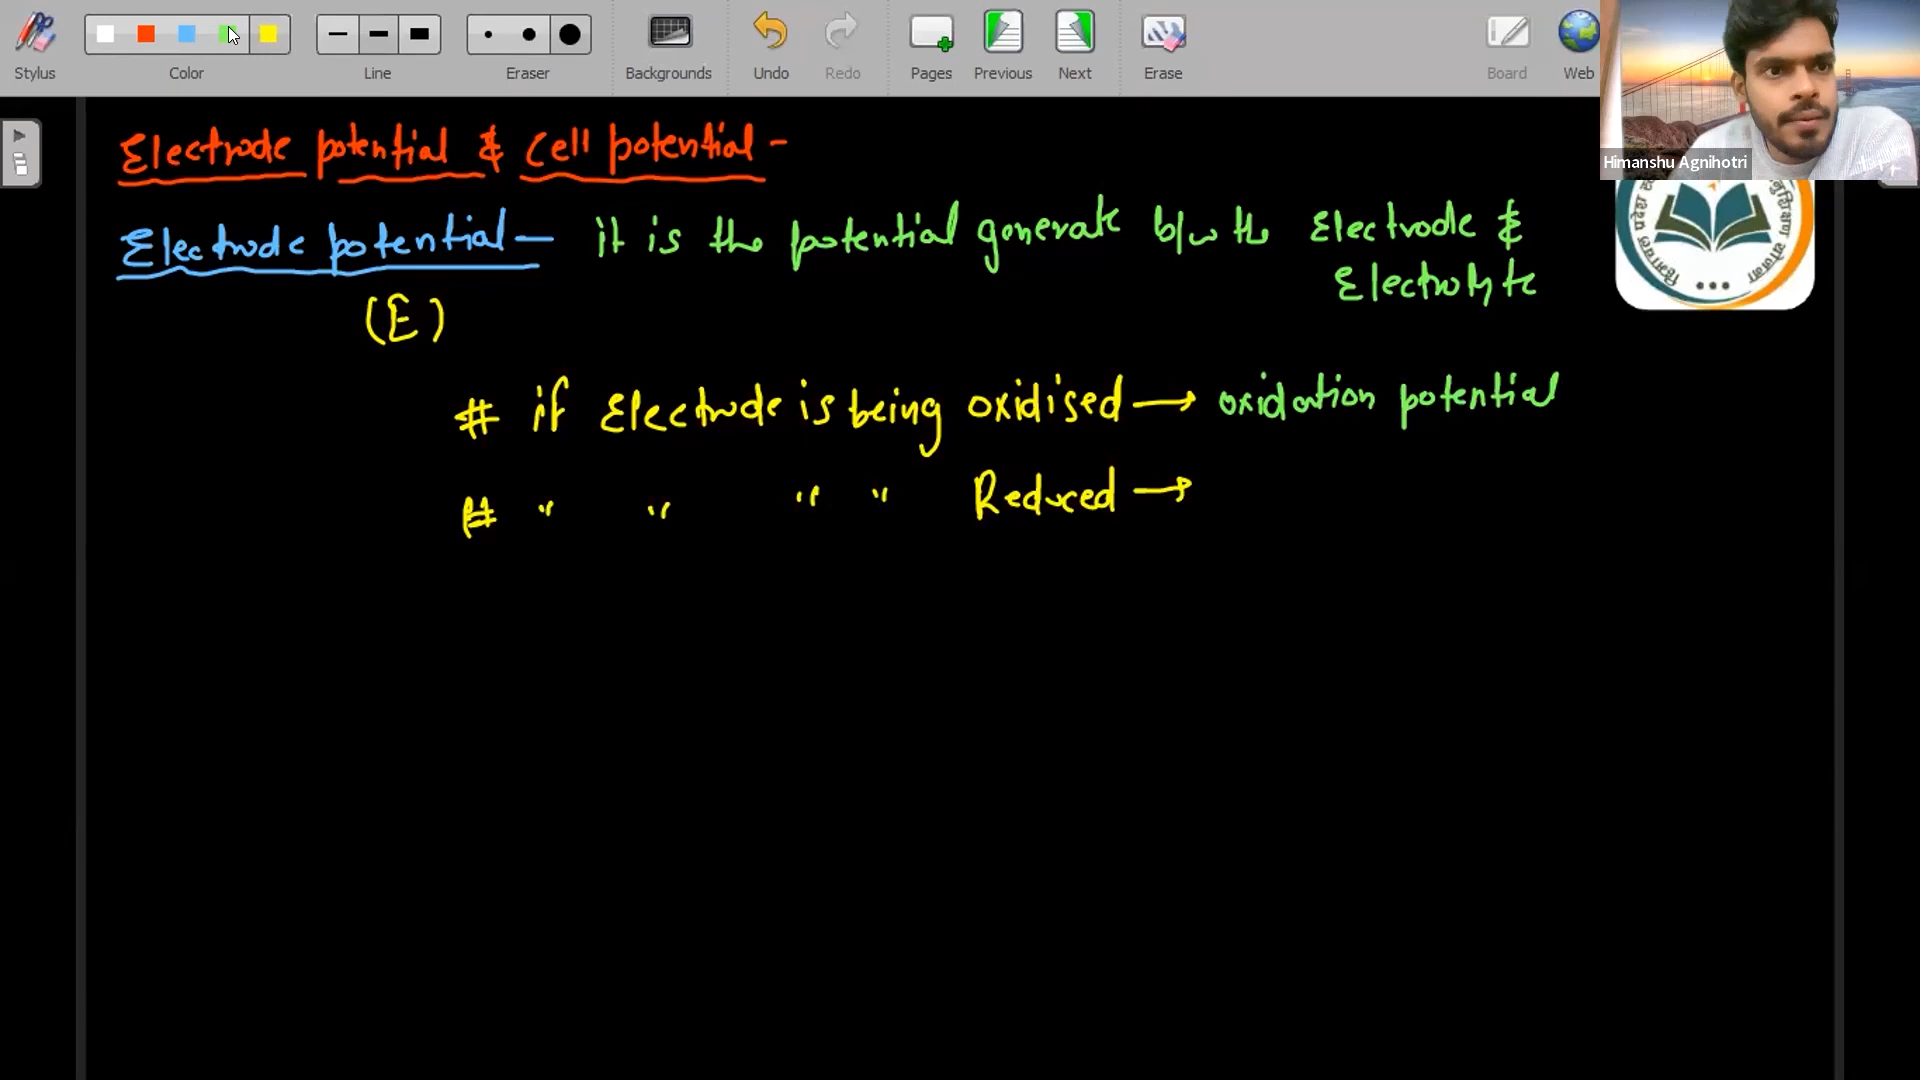 Stylus Color Line Eraser Backgrounds Undo Redo Pages Previous Next Erase Board Web
Himanshu Agnihotri
Electrode potential & Cell potential -
Electrode potential — it is the potential generate b/w the Electrode &
Electrolyte
(E)
# if Electrode is being oxidised → oxidation potential
# " " " " Reduced →